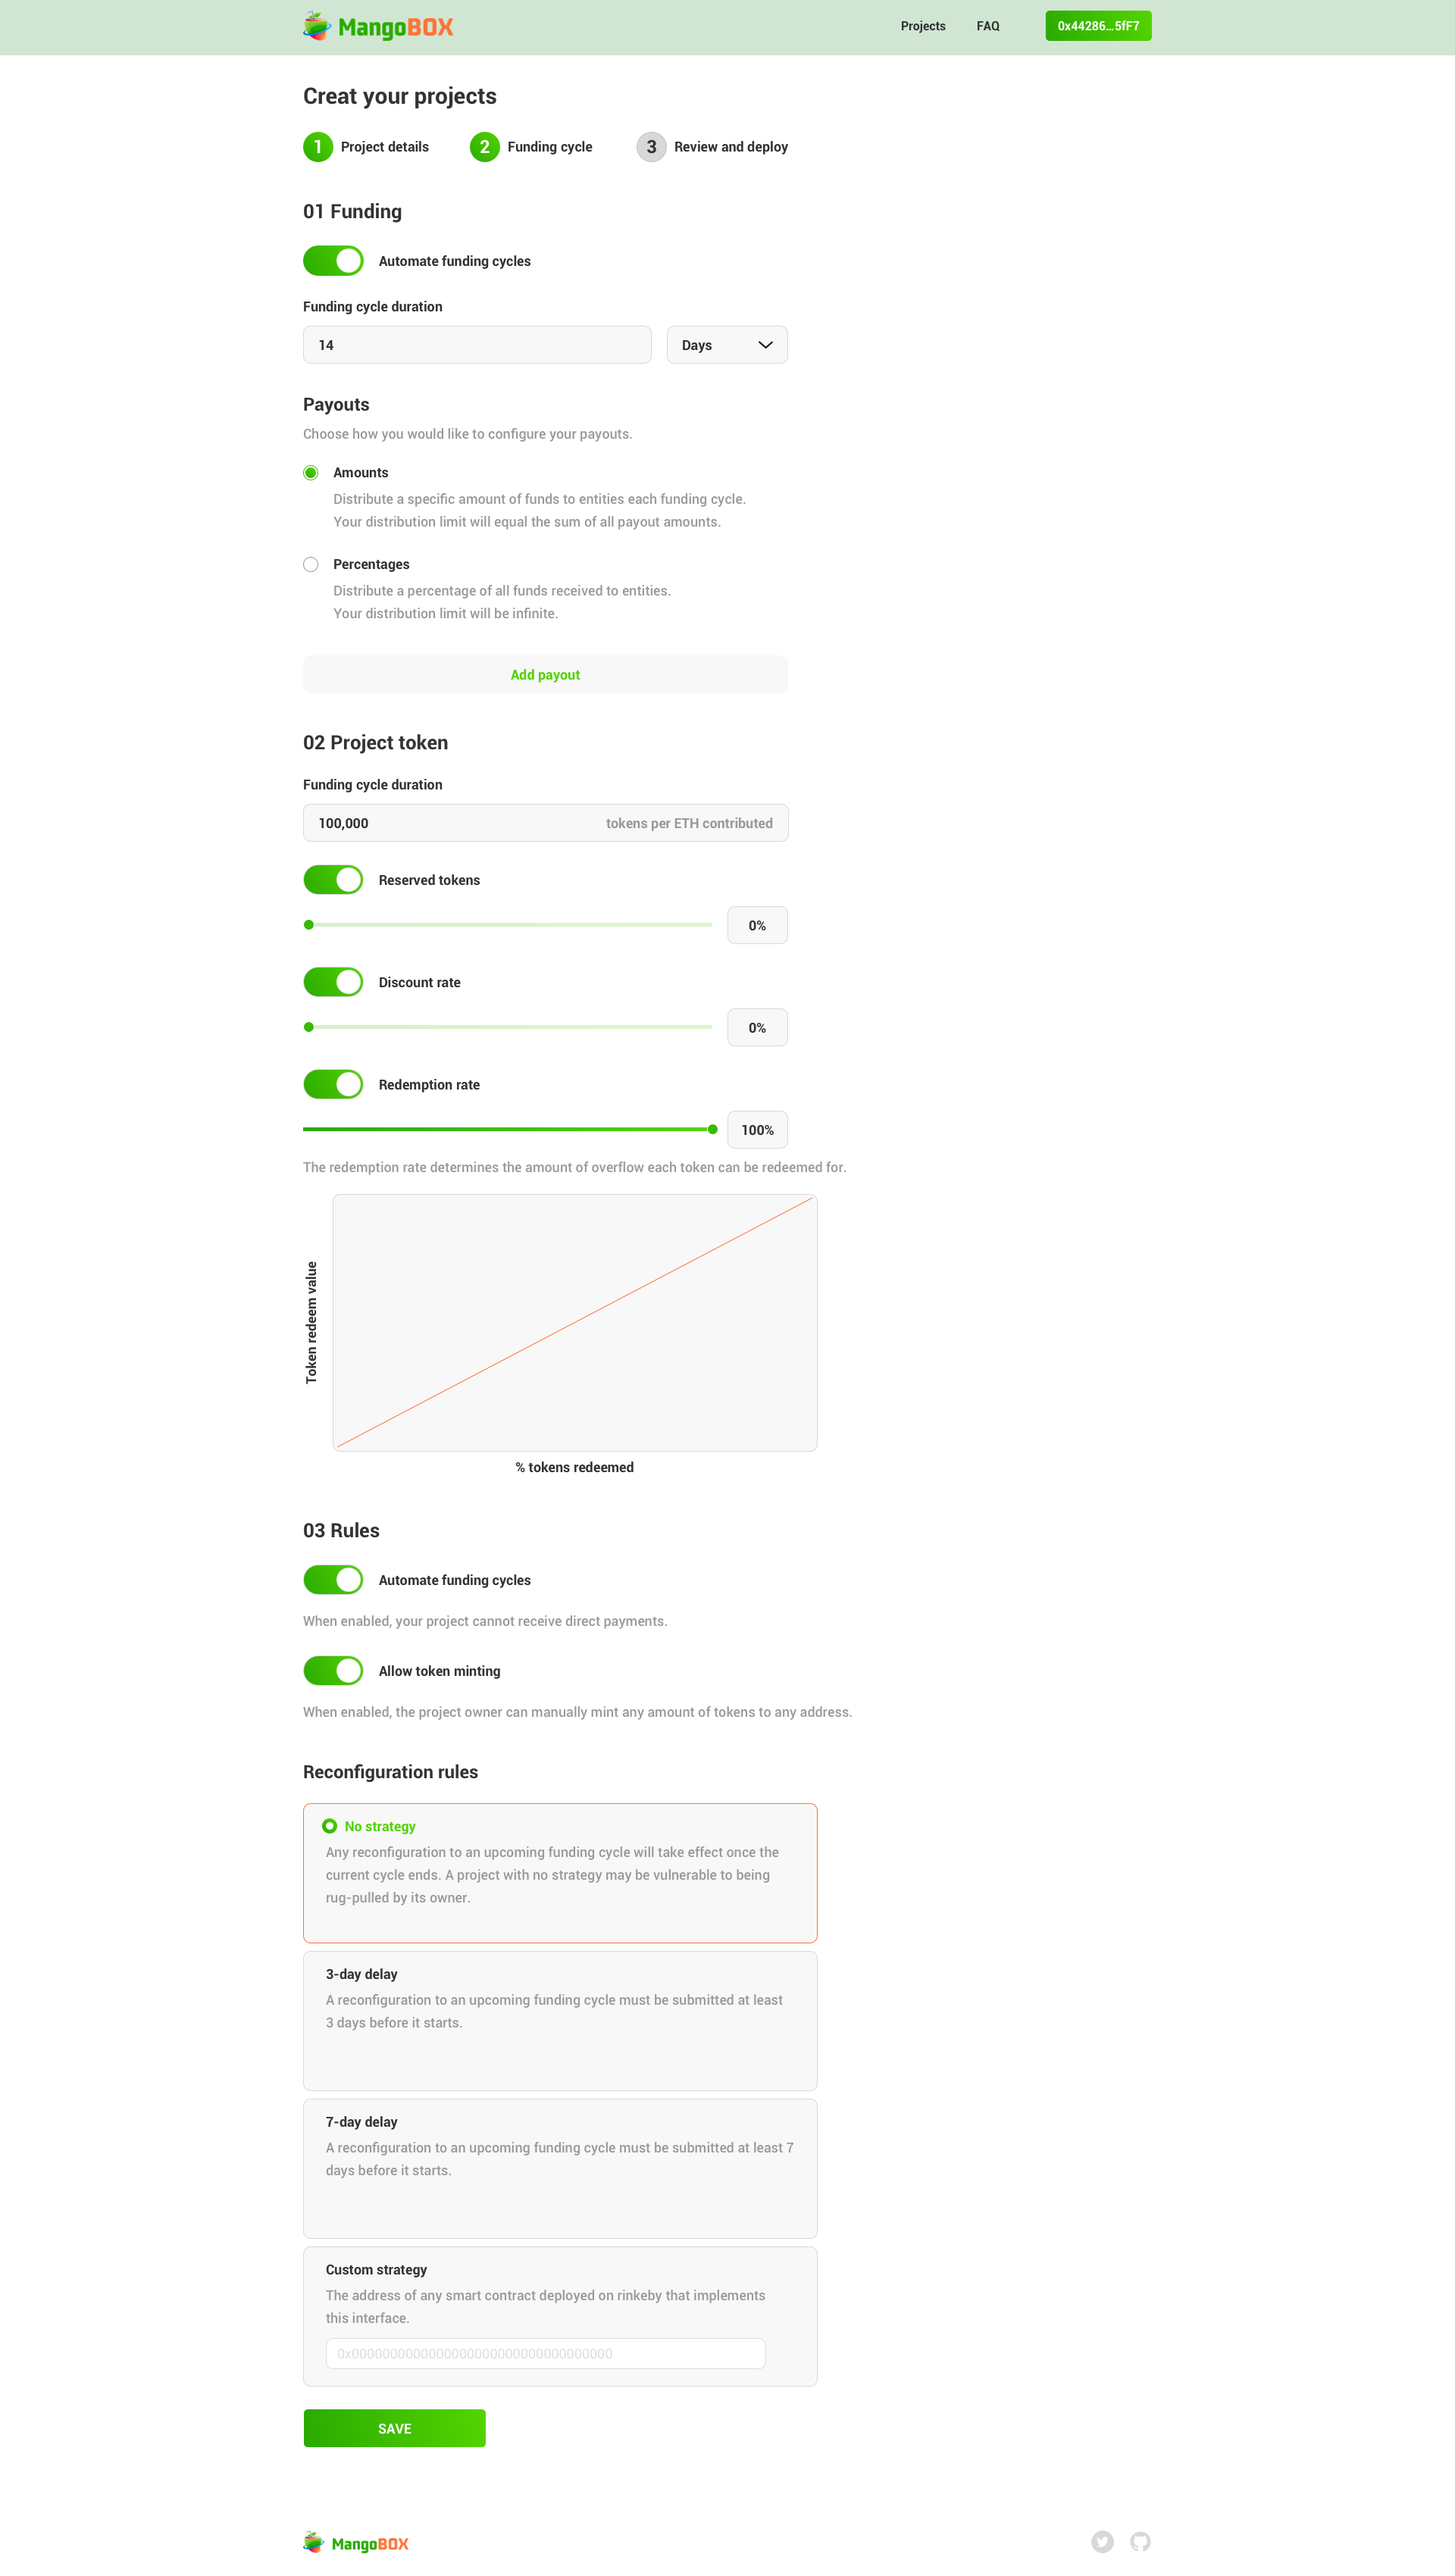 MangoBOX
Projects
FAQ
0x44286...5fF7
Creat your projects
1 Project details
2 Funding cycle
3 Review and deploy
01 Funding
Automate funding cycles
Funding cycle duration
14
Days
Payouts
Choose how you would like to configure your payouts.
Amounts
Distribute a specific amount of funds to entities each funding cycle.
Your distribution limit will equal the sum of all payout amounts.
Percentages
Distribute a percentage of all funds received to entities.
Your distribution limit will be infinite.
Add payout
02 Project token
Funding cycle duration
100,000
tokens per ETH contributed
Reserved tokens
0%
Discount rate
0%
Redemption rate
100%
The redemption rate determines the amount of overflow each token can be redeemed for.
Token redeem value
% tokens redeemed
03 Rules
Automate funding cycles
When enabled, your project cannot receive direct payments.
Allow token minting
When enabled, the project owner can manually mint any amount of tokens to any address.
Reconfiguration rules
No strategy
Any reconfiguration to an upcoming funding cycle will take effect once the
current cycle ends. A project with no strategy may be vulnerable to being
rug-pulled by its owner.
3-day delay
A reconfiguration to an upcoming funding cycle must be submitted at least
3 days before it starts.
7-day delay
A reconfiguration to an upcoming funding cycle must be submitted at least 7
days before it starts.
Custom strategy
The address of any smart contract deployed on rinkeby that implements
this interface.
SAVE
MangoBOX